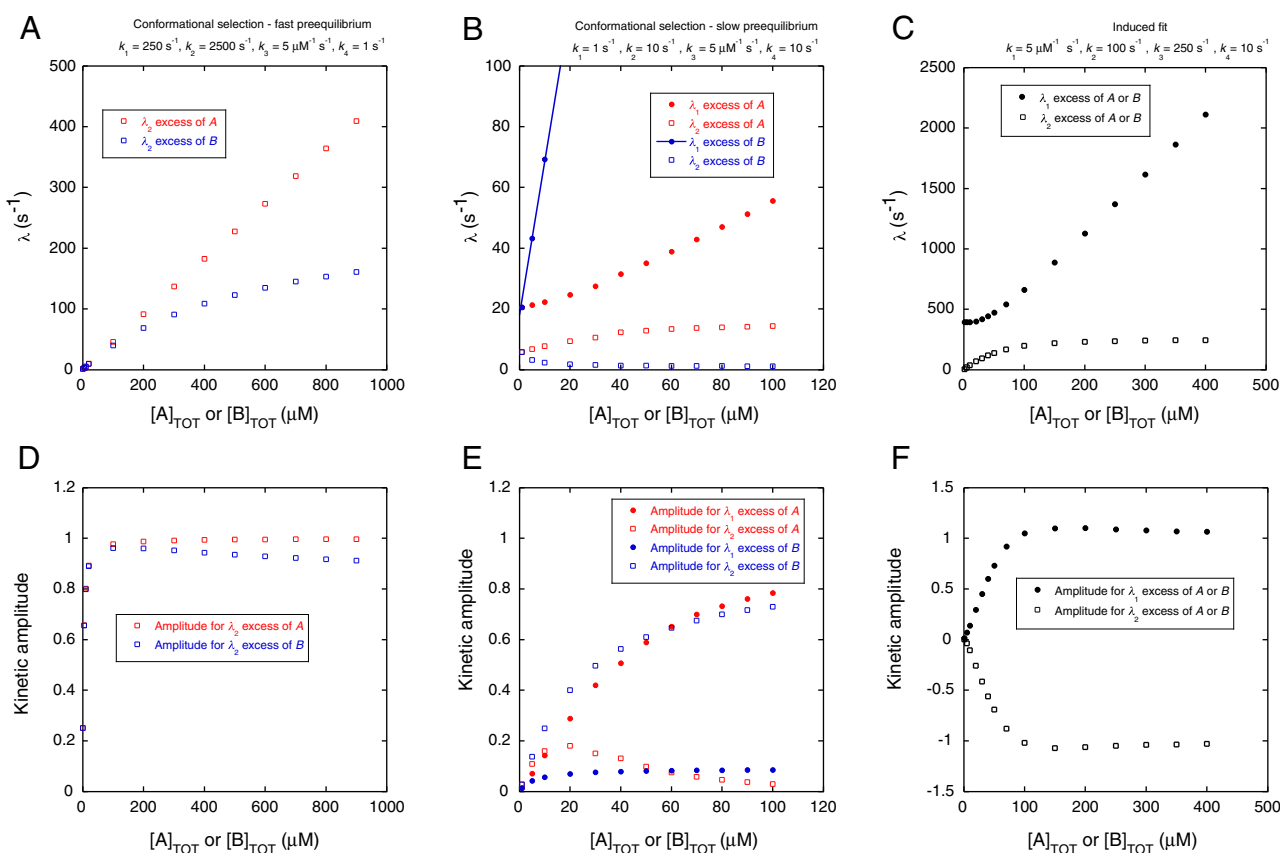 A
Conformational selection - fast preequilibrium
k1 = 250 s-1, k2 = 2500 s-1, k3 = 5 µM-1 s-1, k4 = 1 s-1
500
400
300
200
100
0
λ (s-1)
λ2 excess of A
λ2 excess of B
0 200 400 600 800 1000
[A]TOT or [B]TOT (µM)
B
Conformational selection - slow preequilibrium
k1 = 1 s-1, k2 = 10 s-1, k3 = 5 µM-1 s-1, k4 = 10 s-1
100
80
60
40
20
0
λ (s-1)
λ1 excess of A
λ2 excess of A
λ1 excess of B
λ2 excess of B
0 20 40 60 80 100 120
[A]TOT or [B]TOT (µM)
C
Induced fit
k1 = 5 µM-1 s-1, k2 = 100 s-1, k3 = 250 s-1, k4 = 10 s-1
2500
2000
1500
1000
500
0
λ (s-1)
λ1 excess of A or B
λ2 excess of A or B
0 100 200 300 400 500
[A]TOT or [B]TOT (µM)
D
1.2
1
0.8
0.6
0.4
0.2
0
Kinetic amplitude
Amplitude for λ2 excess of A
Amplitude for λ2 excess of B
0 200 400 600 800 1000
[A]TOT or [B]TOT (µM)
E
1.2
1
0.8
0.6
0.4
0.2
0
Kinetic amplitude
Amplitude for λ1 excess of A
Amplitude for λ2 excess of A
Amplitude for λ1 excess of B
Amplitude for λ2 excess of B
0 20 40 60 80 100 120
[A]TOT or [B]TOT (µM)
F
1.5
1
0.5
0
-0.5
-1
-1.5
Kinetic amplitude
Amplitude for λ1 excess of A or B
Amplitude for λ2 excess of A or B
0 100 200 300 400 500
[A]TOT or [B]TOT (µM)